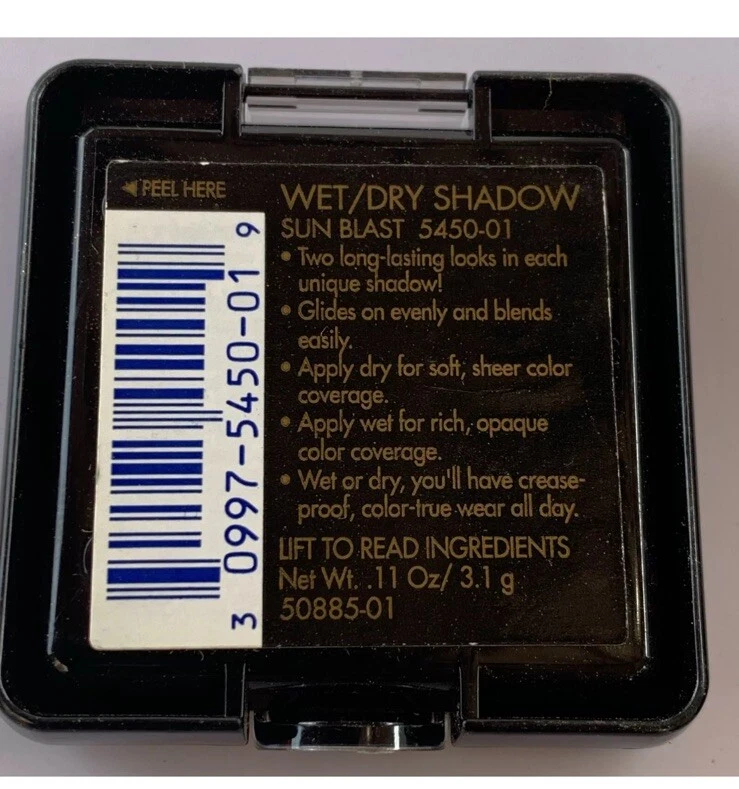 ◄ PEEL HERE
WET/DRY SHADOW
SUN BLAST 5450-01
• Two long-lasting looks in each
unique shadow!
• Glides on evenly and blends
easily.
• Apply dry for soft, sheer color
coverage.
• Apply wet for rich, opaque
color coverage.
• Wet or dry, you'll have crease-
proof, color-true wear all day.
LIFT TO READ INGREDIENTS
Net Wt. .11 Oz/ 3.1 g
50885-01
3 0997-5450-01 9